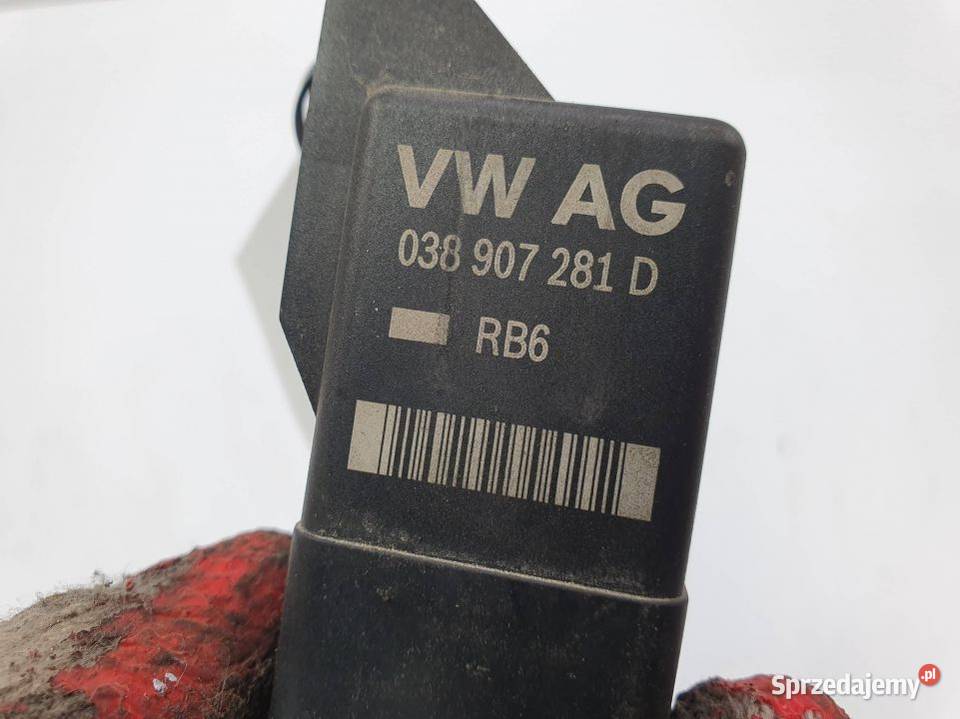 VW AG
038 907 281 D
RB6
Sprzedajemy.pl